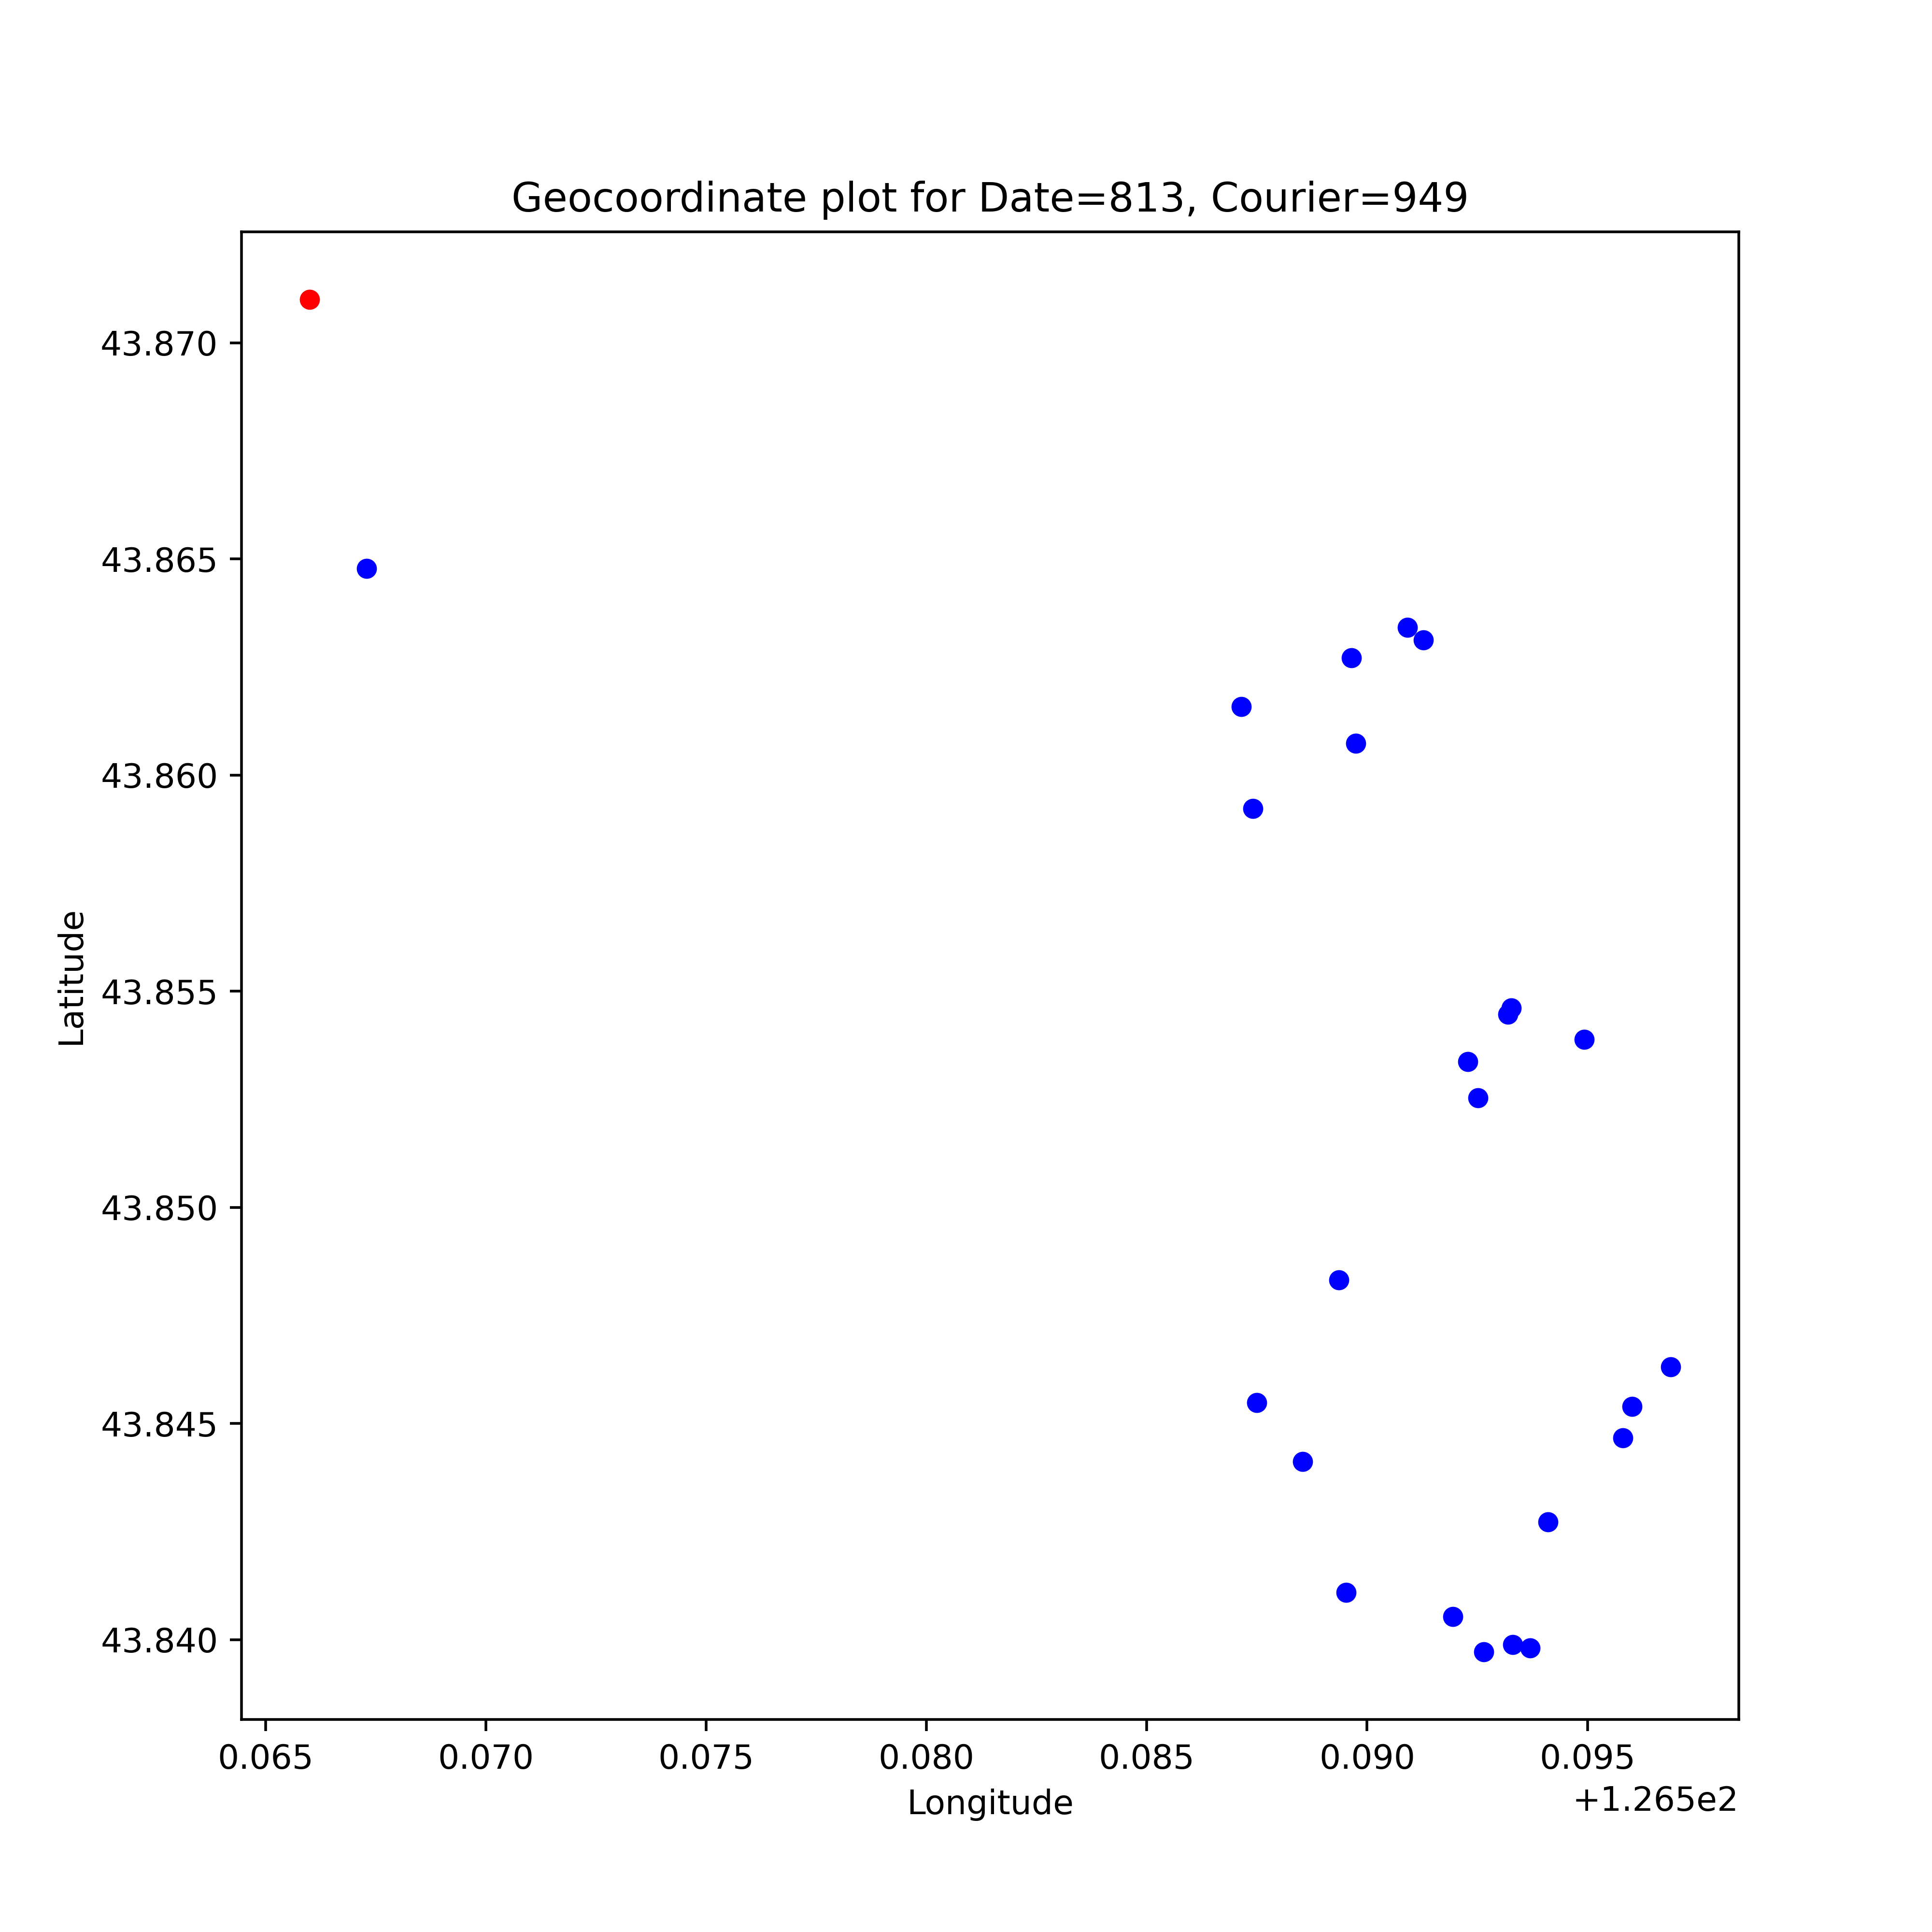 Geocoordinate plot for Date=813, Courier=949
43.870
43.865
43.860
43.855
43.850
43.845
43.840
Latitude
0.065 0.070 0.075 0.080 0.085 0.090 0.095
Longitude
+1.265e2